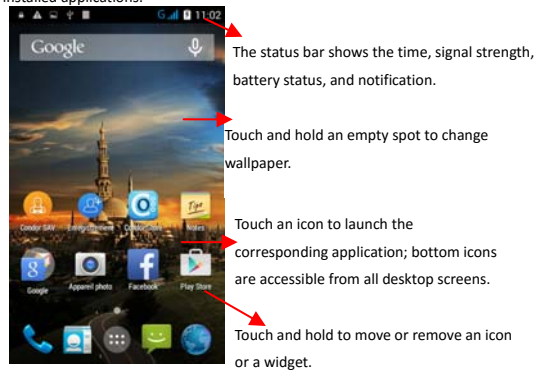 installed applications.
G 11:02
Google
The status bar shows the time, signal strength,
battery status, and notification.
Touch and hold an empty spot to change
wallpaper.
Condor SAV Enregistrement Condor Store Notes
Touch an icon to launch the
corresponding application; bottom icons
are accessible from all desktop screens.
Google Appareil photo Facebook Play Store
Touch and hold to move or remove an icon
or a widget.